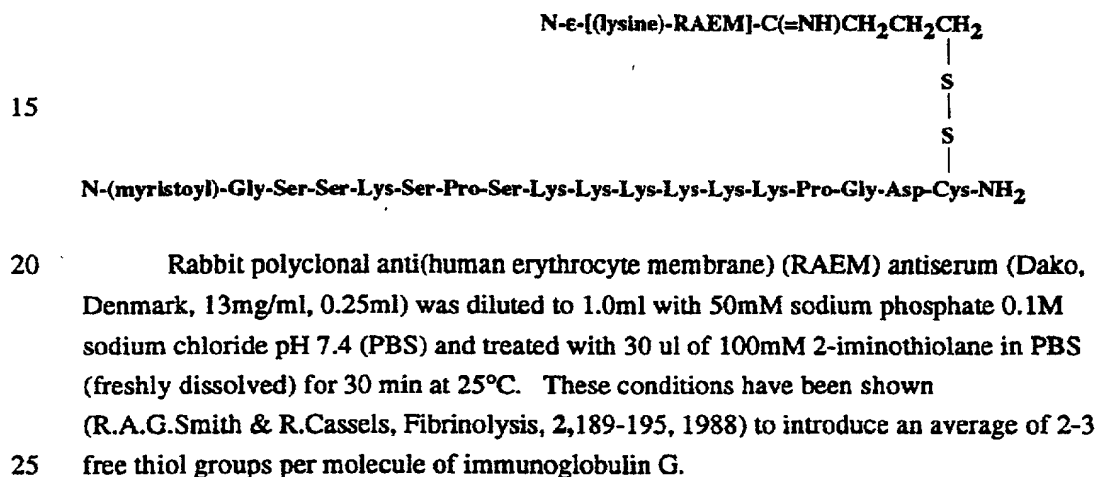 N-ε-[(lysine)-RAEM]-C(=NH)CH₂CH₂CH₂
|
S
15 |
S
|
N-(myristoyl)-Gly-Ser-Ser-Lys-Ser-Pro-Ser-Lys-Lys-Lys-Lys-Lys-Lys-Pro-Gly-Asp-Cys-NH₂
20 Rabbit polyclonal anti(human erythrocyte membrane) (RAEM) antiserum (Dako,
Denmark, 13mg/ml, 0.25ml) was diluted to 1.0ml with 50mM sodium phosphate 0.1M
sodium chloride pH 7.4 (PBS) and treated with 30 ul of 100mM 2-iminothiolane in PBS
(freshly dissolved) for 30 min at 25°C. These conditions have been shown
(R.A.G.Smith & R.Cassels, Fibrinolysis, 2,189-195, 1988) to introduce an average of 2-3
25 free thiol groups per molecule of immunoglobulin G.